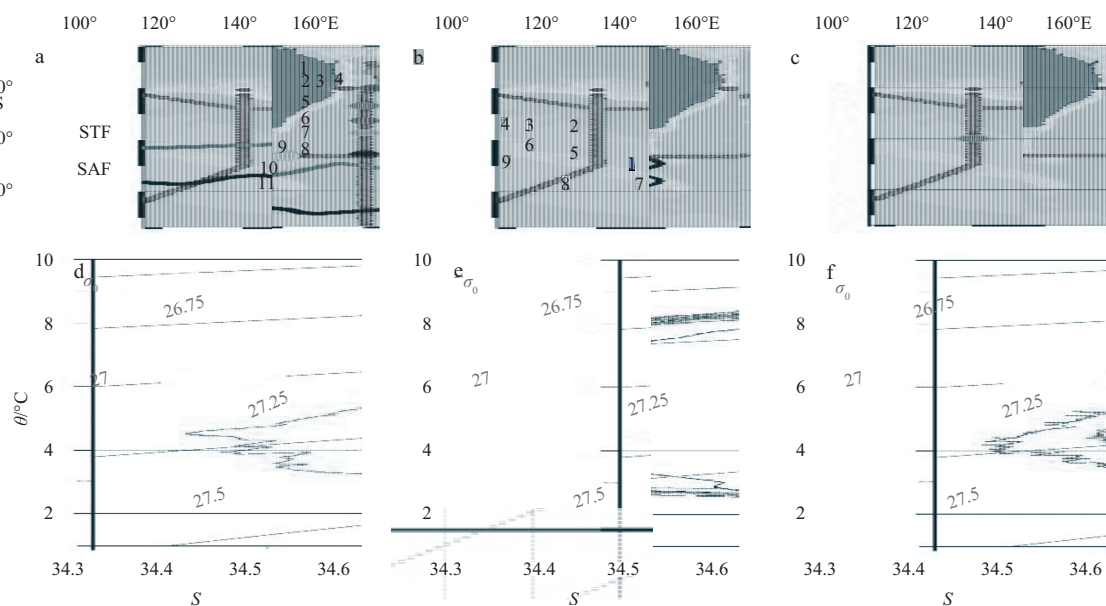 100° 120° 140° 160°E 100° 120° 140° 160°E 100° 120° 140° 160°E
a b c
0°
S
0°
0°
STF
SAF
1
2 3 4
5
6
7
8
9
10
11
4 3 2
6
9 5 1
8 7
d e f
σ₀ σ₀ σ₀
26.75 26.75 26.75
27 27 27
27.25 27.25 27.25
27.5 27.5 27.5
10 10 10
8 8 8
6 6 6
4 4 4
2 2 2
θ/°C
34.3 34.4 34.5 34.6 34.3 34.4 34.5 34.6 34.3 34.4 34.5 34.6
S S S